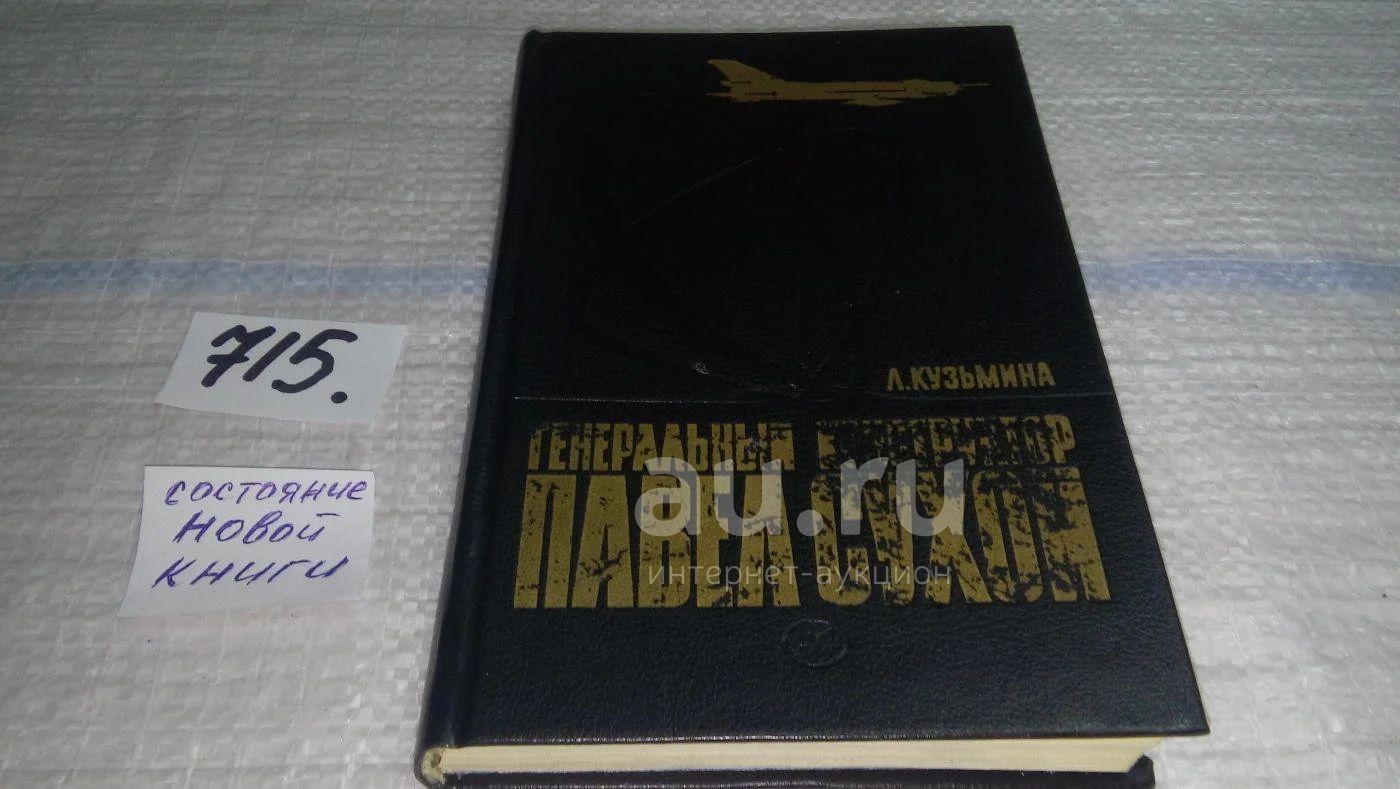 715.
состояние
новой
книги
Л.КУЗЬМИНА
ГЕНЕРАЛЬНЫЙ КОНСТРУКТОР
ПАВЕЛ СУХОЙ
au.ru
интернет-аукцион